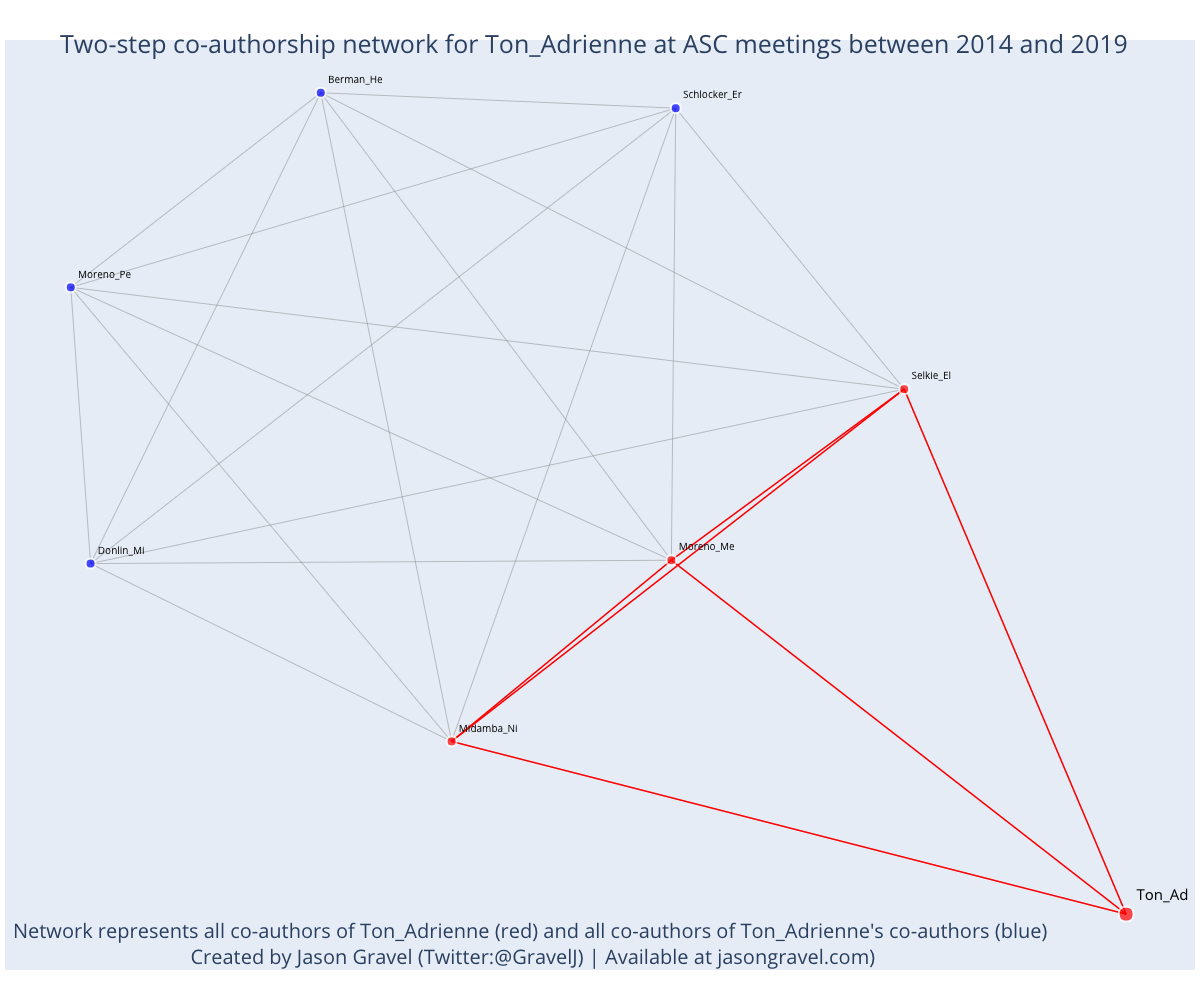 Two-step co-authorship network for Ton_Adrienne at ASC meetings between 2014 and 2019
Berman_He
Schlocker_Er
Moreno_Pe
Selkie_El
Donlin_Mi
Moreno_Me
Midamba_Ni
Ton_Ad
Network represents all co-authors of Ton_Adrienne (red) and all co-authors of Ton_Adrienne's co-authors (blue)
Created by Jason Gravel (Twitter:@GravelJ) | Available at jasongravel.com)